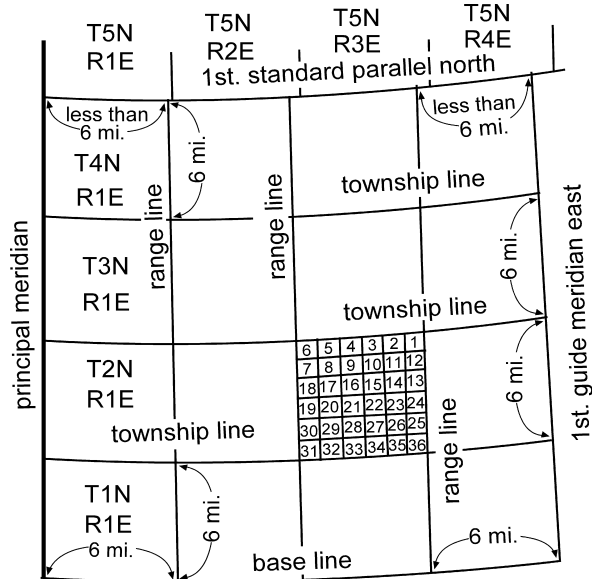 T5N
R1E
T5N
R2E
T5N
R3E
T5N
R4E
1st. standard parallel north
less than
6 mi.
6 mi.
less than
6 mi.
T4N
R1E
range line
range line
township line
principal meridian
T3N
R1E
6 mi.
1st. guide meridian east
township line
T2N
R1E
6 5 4 3 2 1
7 8 9 10 11 12
18 17 16 15 14 13
19 20 21 22 23 24
30 29 28 27 26 25
31 32 33 34 35 36
6 mi.
township line
range line
T1N
R1E
6 mi.
6 mi.
base line
6 mi.